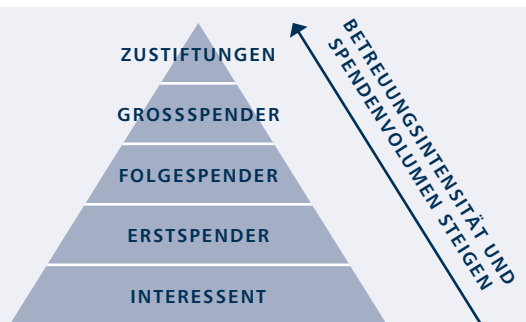 ZUSTIFTUNGEN
GROSSSPENDER
FOLGESPENDER
ERSTSPENDER
INTERESSENT
BETREUUNGSINTENSITÄT UND
SPENDENVOLUMEN STEIGEN